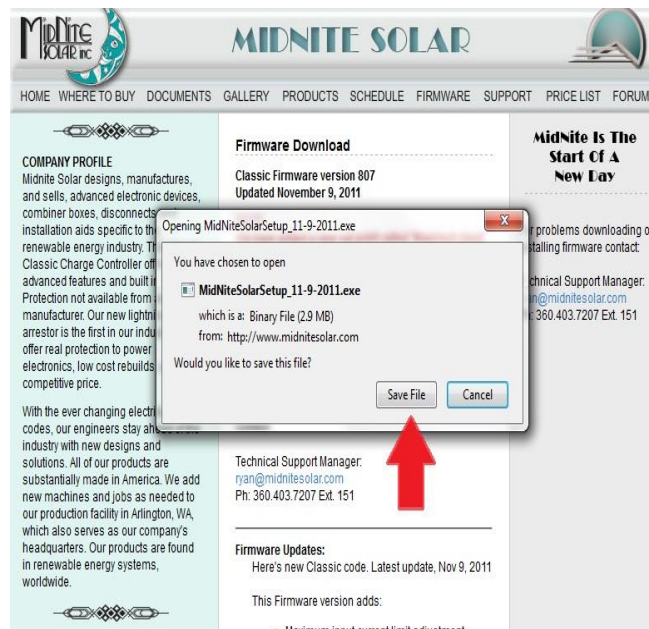 MIDNITE
SOLAR INC
MIDNITE SOLAR
HOME WHERE TO BUY DOCUMENTS GALLERY PRODUCTS SCHEDULE FIRMWARE SUPPORT PRICE LIST FORUM
COMPANY PROFILE
Midnite Solar designs, manufactures,
and sells, advanced electronic devices,
combiner boxes, disconnects
installation aids specific to the
renewable energy industry.
Classic Charge Controller
advanced features and built
Protection not available from
manufacturer. Our new
arrestor is the first in our
offer real protection to power
electronics, low cost rebuilds
competitive price.
With the ever changing
codes, our engineers stay
industry with new designs and
solutions. All of our products are
substantially made in America. We add
new machines and jobs as needed to
our production facility in Arlington, WA,
which also serves as our company's
headquarters. Our products are found
in renewable energy systems,
worldwide.
Firmware Download
Classic Firmware version 807
Updated November 9, 2011
Opening MidNiteSolarSetup_11-9-2011.exe
You have chosen to open
MidNiteSolarSetup_11-9-2011.exe
which is a: Binary File (2.9 MB)
from: http://www.midnitesolar.com
Would you like to save this file?
Save File Cancel
Technical Support Manager:
ryan@midnitesolar.com
Ph: 360.403.7207 Ext. 151
Firmware Updates:
Here's new Classic code. Latest update, Nov 9, 2011
This Firmware version adds:
Maximum input current limit adjustment
MidNite Is The
Start Of A
New Day
problems downloading
firmware contact:
Support Manager:
@midnitesolar.com
360.403.7207 Ext. 151